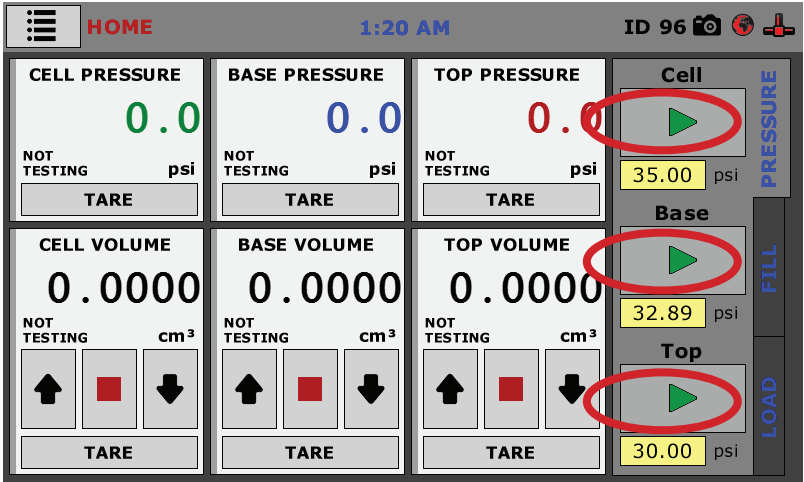 HOME
1:20 AM
ID 96
CELL PRESSURE
0.0
NOT
TESTING
psi
TARE
BASE PRESSURE
0.0
NOT
TESTING
psi
TARE
TOP PRESSURE
0.0
NOT
TESTING
psi
TARE
CELL VOLUME
0.0000
NOT
TESTING
cm³
TARE
BASE VOLUME
0.0000
NOT
TESTING
cm³
TARE
TOP VOLUME
0.0000
NOT
TESTING
cm³
TARE
Cell
35.00 psi
Base
32.89 psi
Top
30.00 psi
PRESSURE
FILL
LOAD